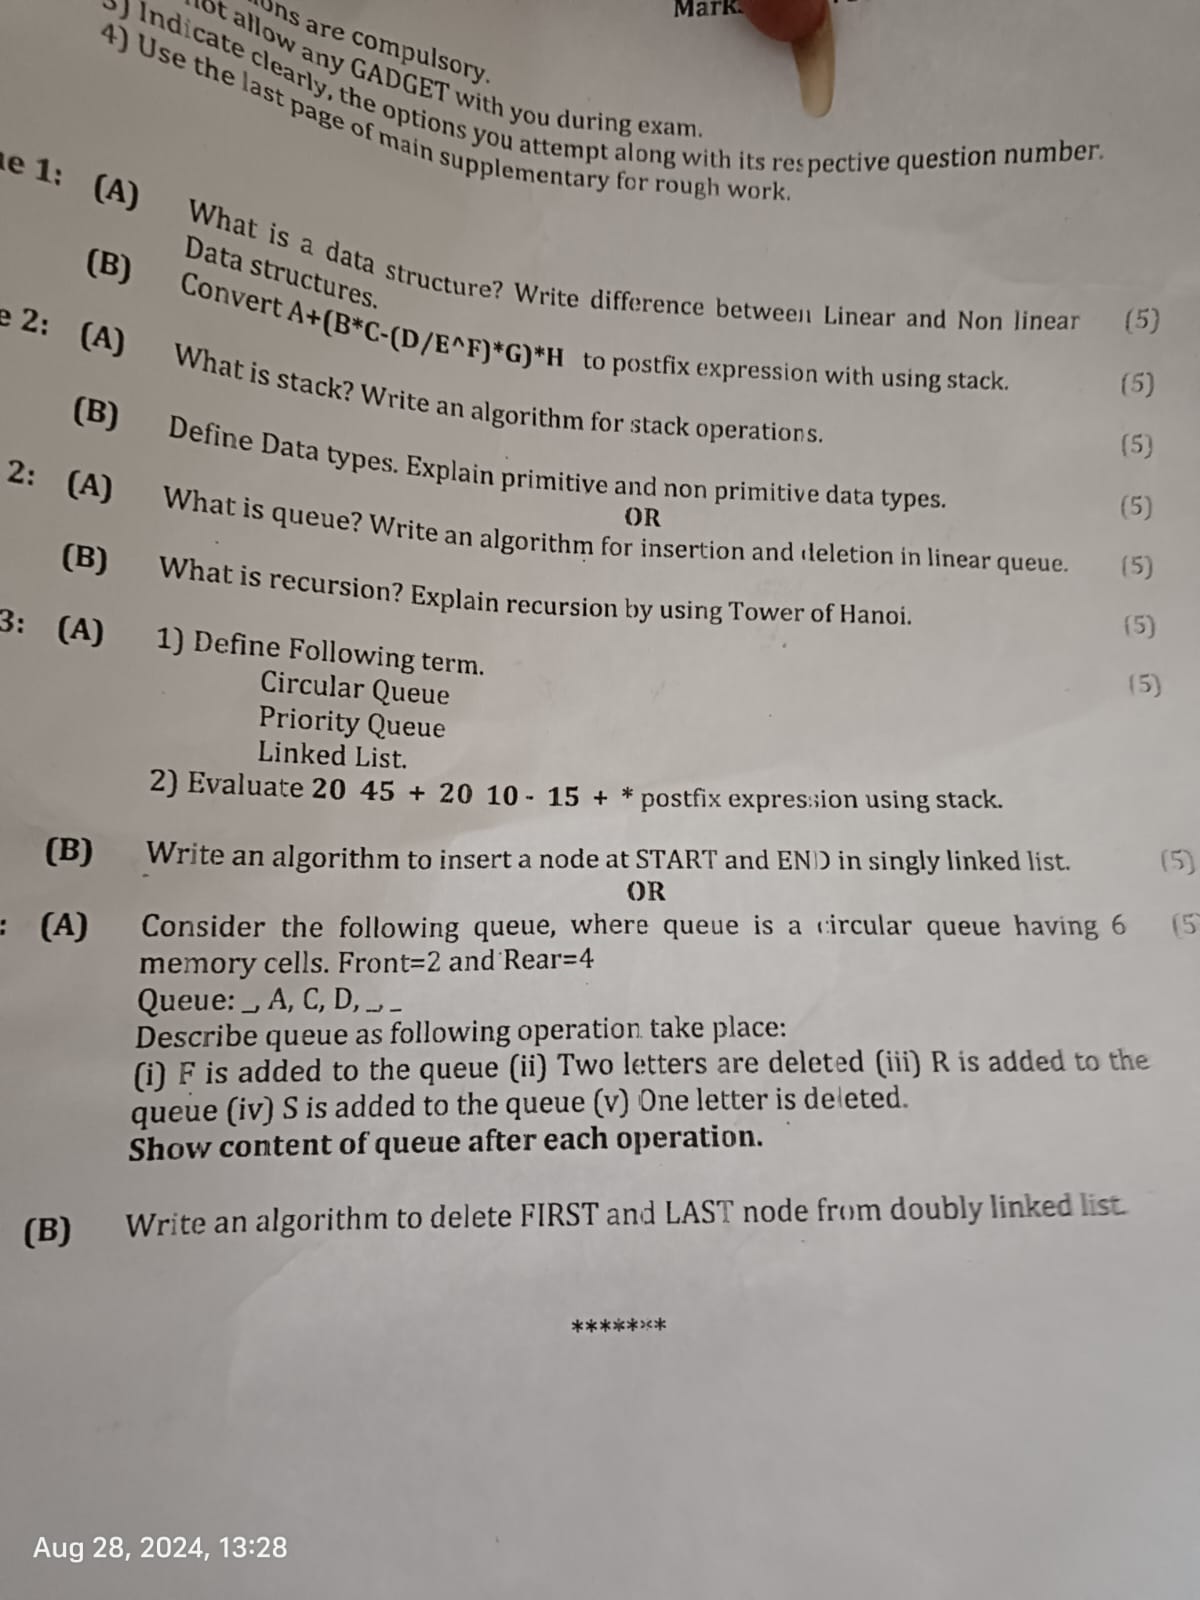 Mark
ons are compulsory.
not allow any GADGET with you during exam.
3) Indicate clearly, the options you attempt along with its respective question number.
4) Use the last page of main supplementary for rough work.
1: (A) What is a data structure? Write difference between Linear and Non linear (5)
Data structures.
(B) Convert A+(B*C-(D/E^F)*G)*H to postfix expression with using stack. (5)
2: (A) What is stack? Write an algorithm for stack operations. (5)
(B) Define Data types. Explain primitive and non primitive data types. (5)
OR
2: (A) What is queue? Write an algorithm for insertion and deletion in linear queue. (5)
(B) What is recursion? Explain recursion by using Tower of Hanoi. (5)
3: (A) 1) Define Following term. (5)
Circular Queue
Priority Queue
Linked List.
2) Evaluate 20 45 + 20 10 - 15 + * postfix expression using stack.
(B) Write an algorithm to insert a node at START and END in singly linked list. (5)
OR
: (A) Consider the following queue, where queue is a circular queue having 6 (5
memory cells. Front=2 and Rear=4
Queue: _, A, C, D, _, _
Describe queue as following operation take place:
(i) F is added to the queue (ii) Two letters are deleted (iii) R is added to the
queue (iv) S is added to the queue (v) One letter is deleted.
Show content of queue after each operation.
(B) Write an algorithm to delete FIRST and LAST node from doubly linked list.
*******
Aug 28, 2024, 13:28